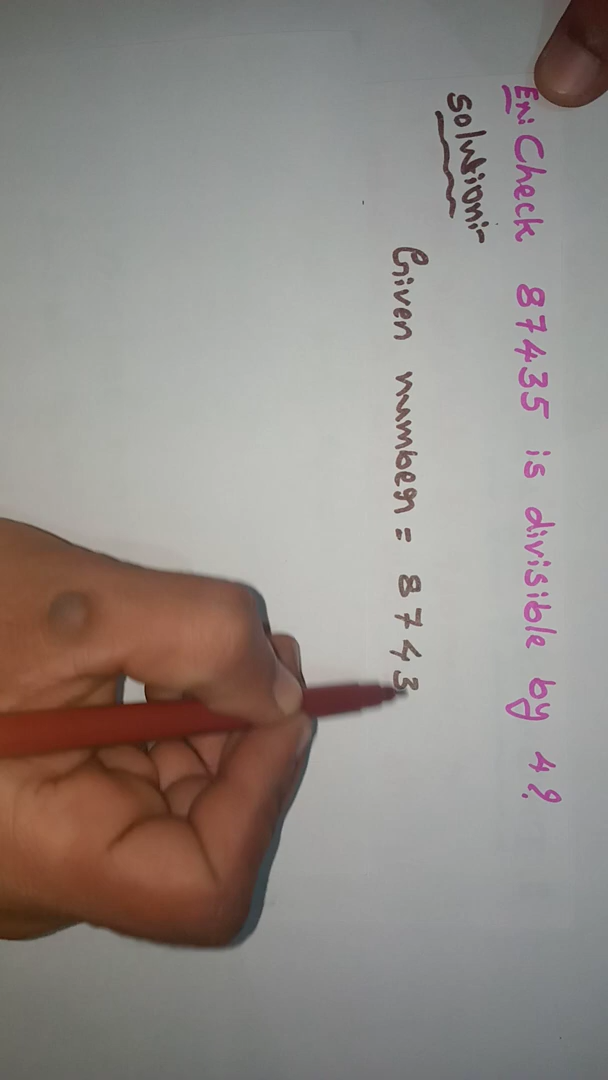 Ex: Check 87435 is divisible by 4?
Solution:-
Given number = 8743